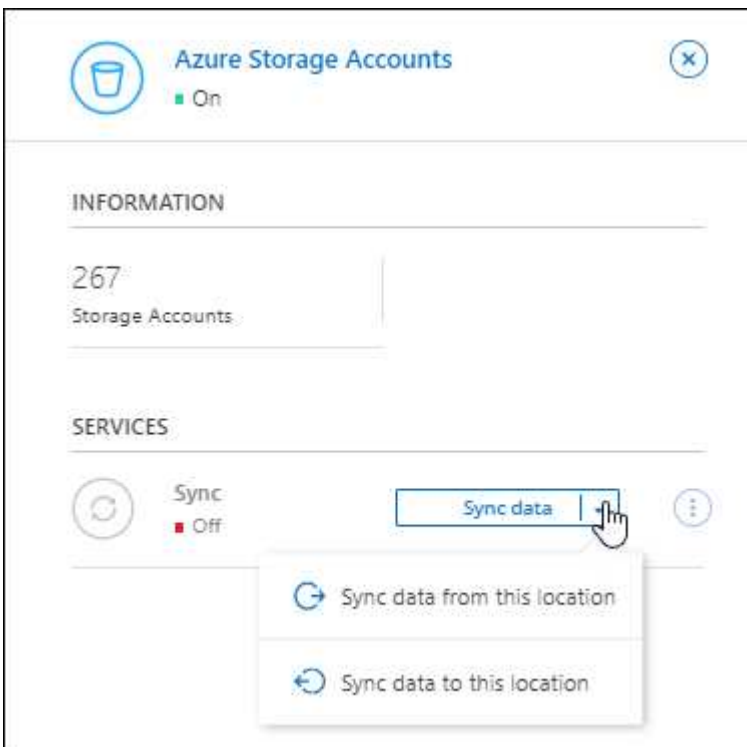 Azure Storage Accounts
On
INFORMATION
267
Storage Accounts
SERVICES
Sync
Off
Sync data
Sync data from this location
Sync data to this location